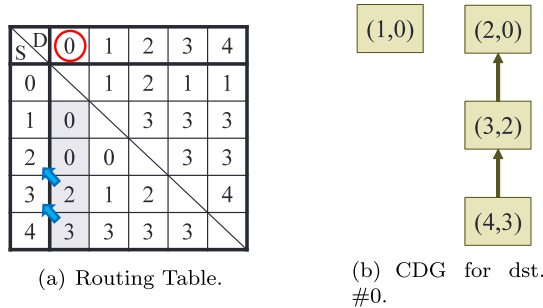 S D 0 1 2 3 4
0 1 2 1 1
1 0 3 3 3
2 0 0 3 3
3 2 1 2 4
4 3 3 3 3
(a) Routing Table.
(1,0) (2,0)
(3,2)
(4,3)
(b) CDG for dst.
#0.